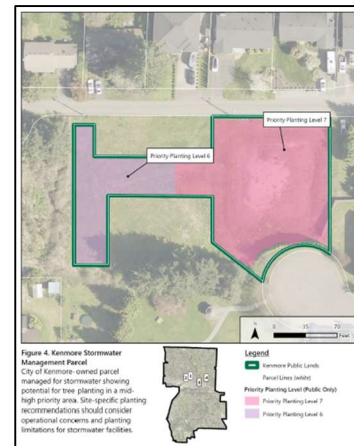 Priority Planting Level 7
Priority Planting Level 6
0 35 70
Feet
Figure 4. Kenmore Stormwater
Management Parcel
City of Kenmore-owned parcel
managed for stormwater showing
potential for tree planting in a mid-
high priority area. Site-specific planting
recommendations should consider
operational concerns and planting
limitations for stormwater facilities.
Legend
Kenmore Public Lands
Parcel Lines (white)
Priority Planting Level (Public Only)
Priority Planting Level 7
Priority Planting Level 6